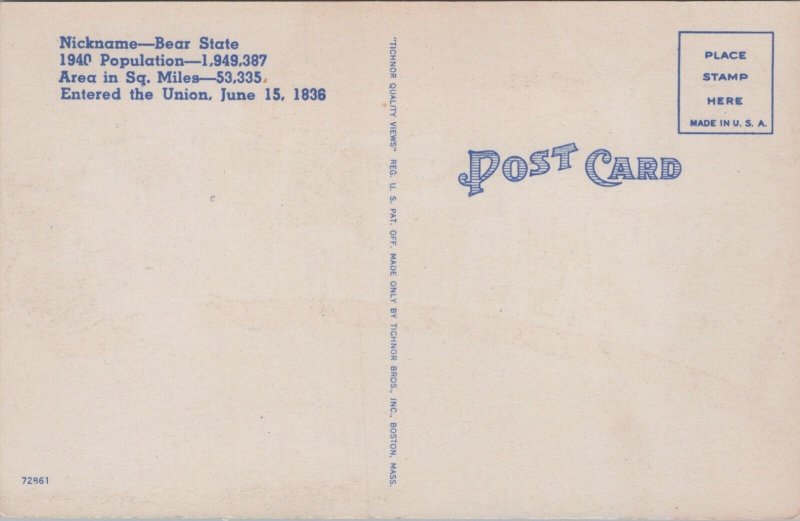 Nickname—Bear State
1940 Population—1,949,387
Area in Sq. Miles—53,335.
Entered the Union, June 15, 1836
"TICHNOR QUALITY VIEWS" REG. U. S. PAT. OFF. MADE ONLY BY TICHNOR BROS., INC., BOSTON, MASS.
PLACE
STAMP
HERE
MADE IN U. S. A.
POST CARD
72861